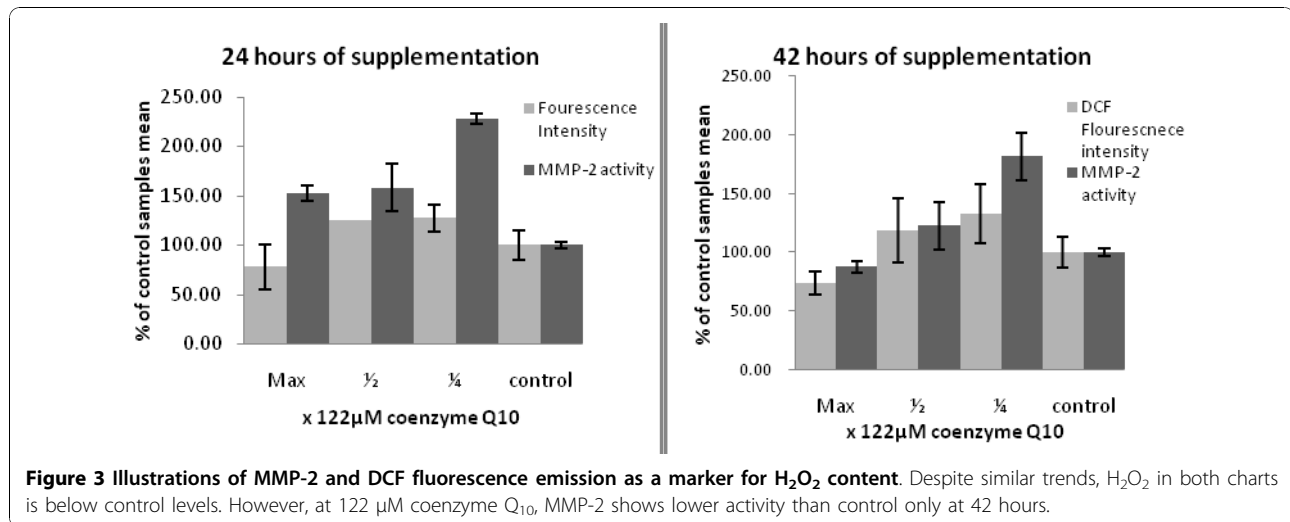 24 hours of supplementation
% of control samples mean
250.00
200.00
150.00
100.00
50.00
0.00
Fourescence
Intensity
MMP-2 activity
Max ½ ¼ control
x 122µM coenzyme Q10
42 hours of supplementation
% of control samples mean
250.00
200.00
150.00
100.00
50.00
0.00
DCF
Flourescnece
intensity
MMP-2
activity
Max ½ ¼ control
x 122µM coenzyme Q10
Figure 3 Illustrations of MMP-2 and DCF fluorescence emission as a marker for H₂O₂ content. Despite similar trends, H₂O₂ in both charts
is below control levels. However, at 122 μM coenzyme Q₁₀, MMP-2 shows lower activity than control only at 42 hours.